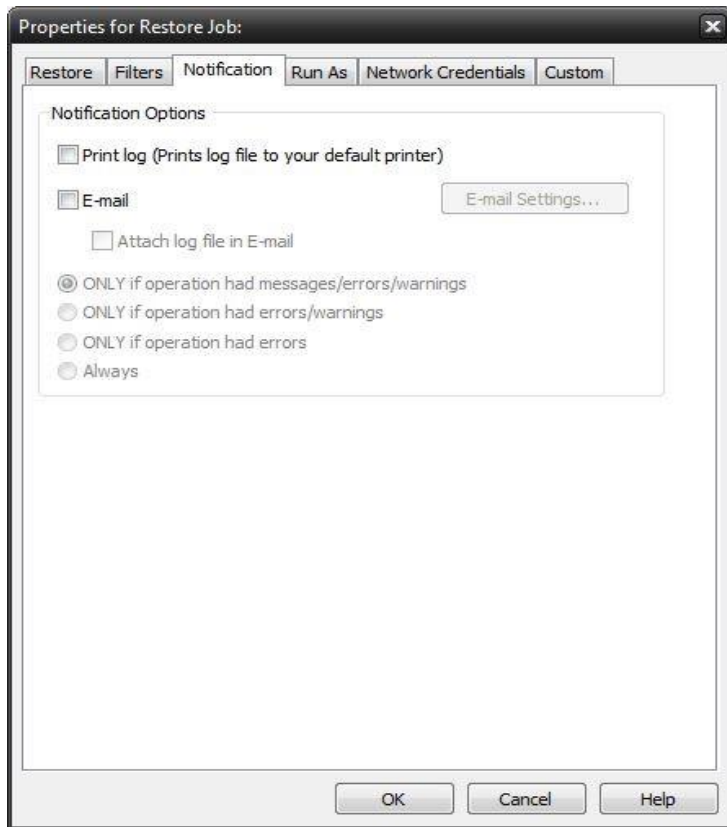 Properties for Restore Job:
Restore Filters Notification Run As Network Credentials Custom
Notification Options
Print log (Prints log file to your default printer)
E-mail E-mail Settings...
Attach log file in E-mail
ONLY if operation had messages/errors/warnings
ONLY if operation had errors/warnings
ONLY if operation had errors
Always
OK Cancel Help